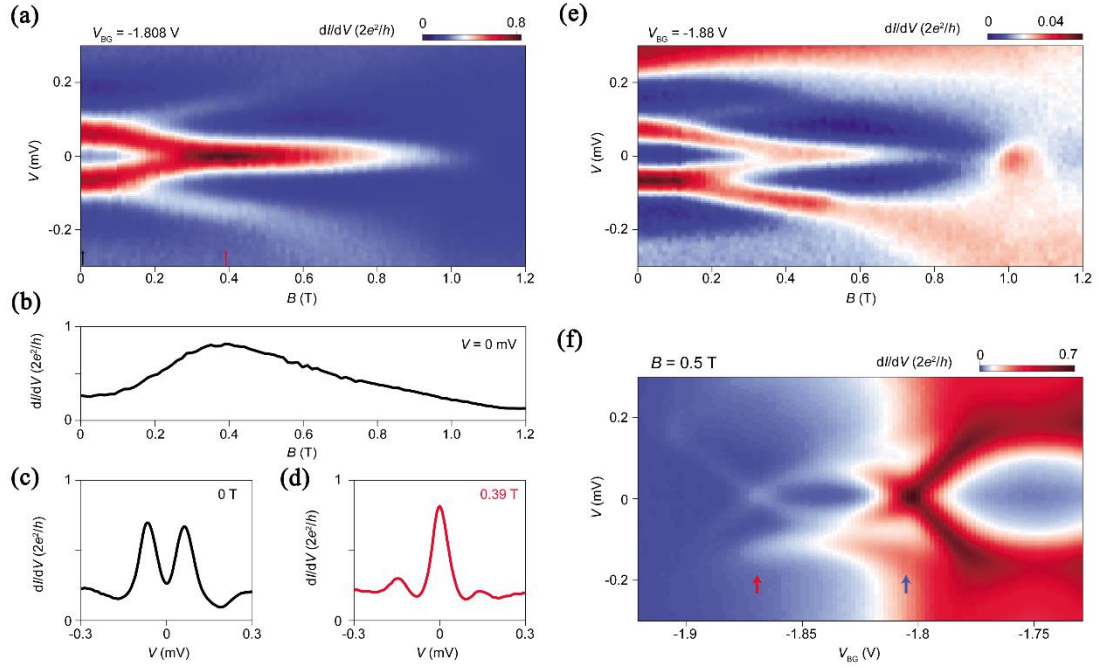 (a)
V_BG = -1.808 V
dI/dV (2e²/h)
0
0.8
V (mV)
0.2
0
-0.2
0
0.2
0.4
0.6
0.8
1.0
1.2
B (T)
(b)
V = 0 mV
dI/dV (2e²/h)
1
0
0
0.2
0.4
0.6
0.8
1.0
1.2
B (T)
(c)
0 T
dI/dV (2e²/h)
1
0
-0.3
0
0.3
V (mV)
(d)
0.39 T
dI/dV (2e²/h)
1
0
-0.3
0
0.3
V (mV)
(e)
V_BG = -1.88 V
dI/dV (2e²/h)
0
0.04
V (mV)
0.2
0
-0.2
0
0.2
0.4
0.6
0.8
1.0
1.2
B (T)
(f)
B = 0.5 T
dI/dV (2e²/h)
0
0.7
V (mV)
0.2
0
-0.2
-1.9
-1.85
-1.8
-1.75
V_BG (V)